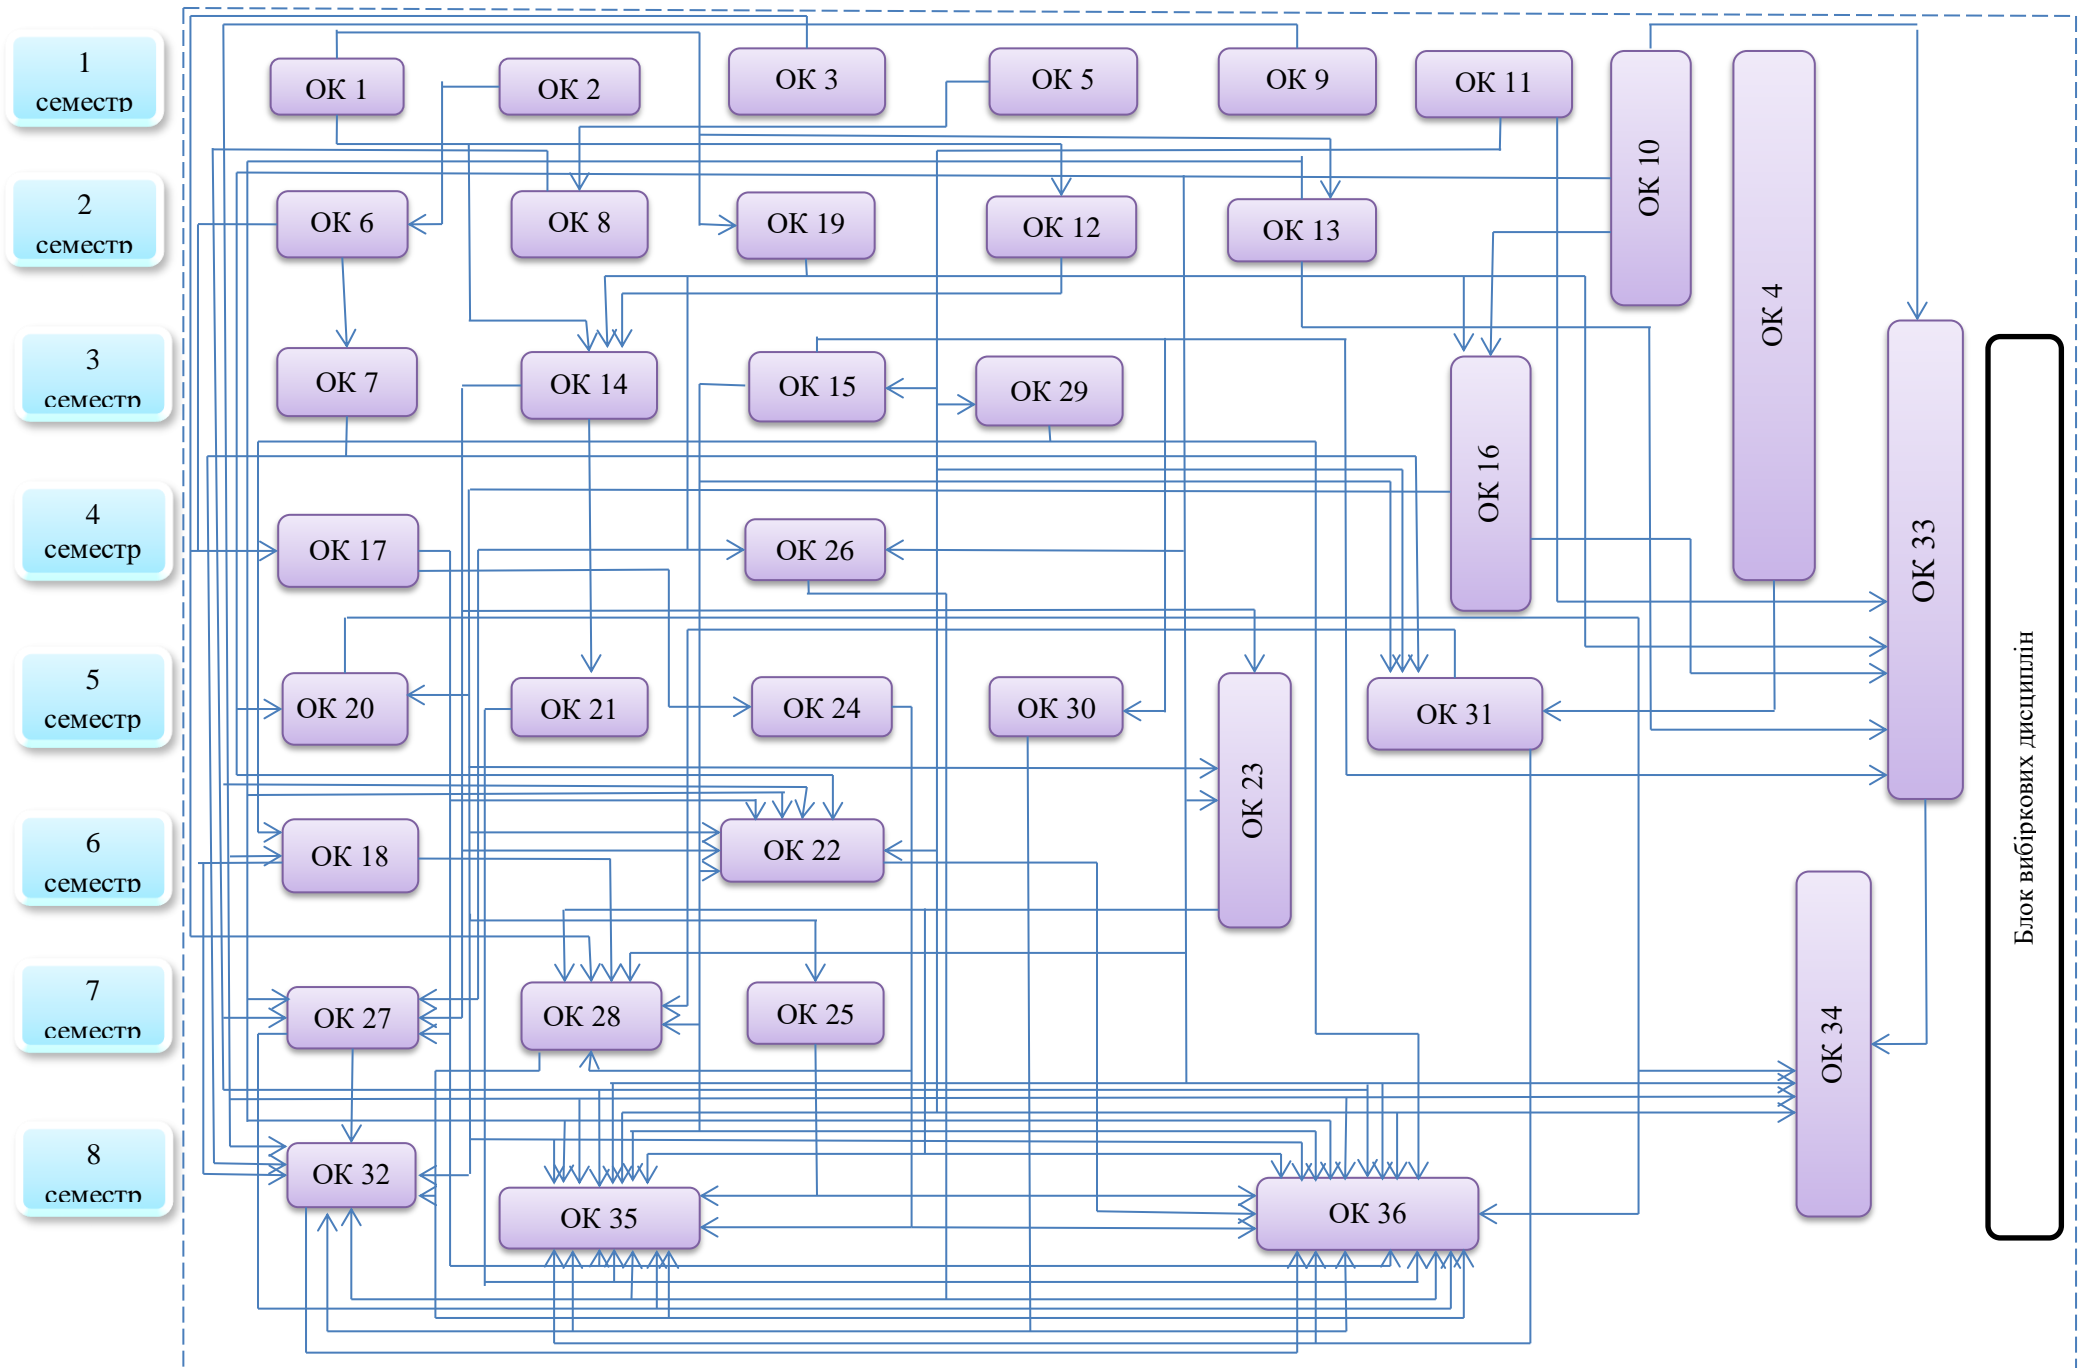 1
семестр
ОК 1
ОК 2
ОК 3
ОК 5
ОК 9
ОК 11
ОК 10
ОК 4
2
семестр
ОК 6
ОК 8
ОК 19
ОК 12
ОК 13
3
семестр
ОК 7
ОК 14
ОК 15
ОК 29
ОК 16
ОК 33
Блок вибіркових дисциплін
4
семестр
ОК 17
ОК 26
5
семестр
ОК 20
ОК 21
ОК 24
ОК 30
ОК 23
ОК 31
6
семестр
ОК 18
ОК 22
ОК 34
7
семестр
ОК 27
ОК 28
ОК 25
8
семестр
ОК 32
ОК 35
ОК 36